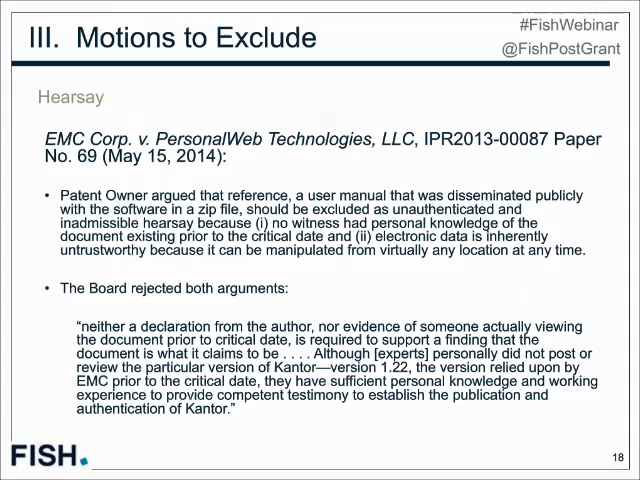 III. Motions to Exclude
#FishWebinar
@FishPostGrant
Hearsay
EMC Corp. v. PersonalWeb Technologies, LLC, IPR2013-00087 Paper
No. 69 (May 15, 2014):
• Patent Owner argued that reference, a user manual that was disseminated publicly
with the software in a zip file, should be excluded as unauthenticated and
inadmissible hearsay because (i) no witness had personal knowledge of the
document existing prior to the critical date and (ii) electronic data is inherently
untrustworthy because it can be manipulated from virtually any location at any time.
• The Board rejected both arguments:
“neither a declaration from the author, nor evidence of someone actually viewing
the document prior to critical date, is required to support a finding that the
document is what it claims to be . . . . Although [experts] personally did not post or
review the particular version of Kantor—version 1.22, the version relied upon by
EMC prior to the critical date, they have sufficient personal knowledge and working
experience to provide competent testimony to establish the publication and
authentication of Kantor.”
FISH.
18